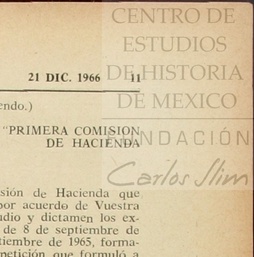 CENTRO DE
ESTUDIOS
DE HISTORIA
DE MEXICO
FUNDACIÓN
Carlos Slim
21 DIC. 1966 11
endo.)
"PRIMERA COMISION
DE HACIENDA
sión de Hacienda que
por acuerdo de Vuestra
udio y dictamen los ex-
de 8 de septiembre de
tiembre de 1965, forma-
petición que formuló a